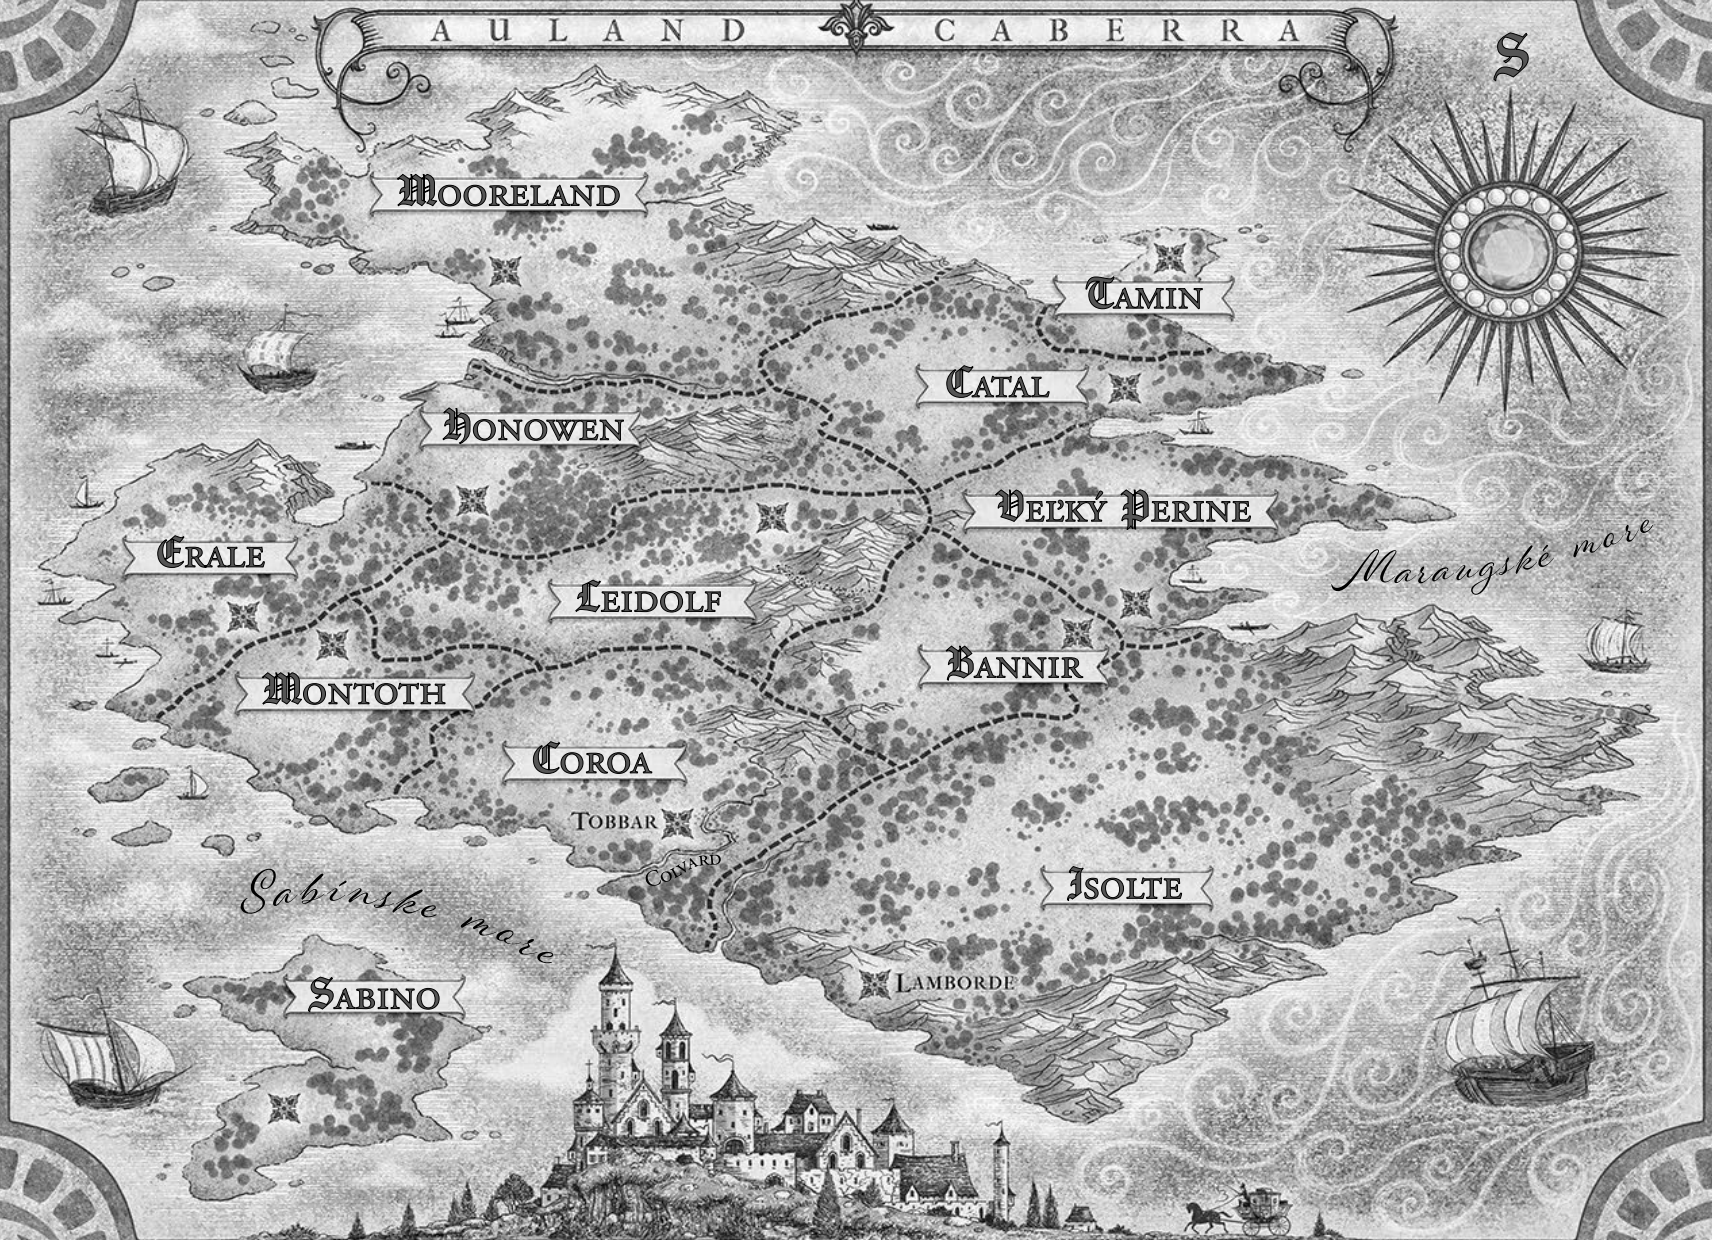 AULAND CABERRA
S
MOORELAND
TAMIN
CATAL
HONOWEN
VEĽKÝ PERINE
Maraugské more
ERALE
LEIDOLF
BANNIR
MONTOTH
COROA
TOBBAR
COLVARD
ISOLTE
Sabínske more
LAMBORDE
SABINO